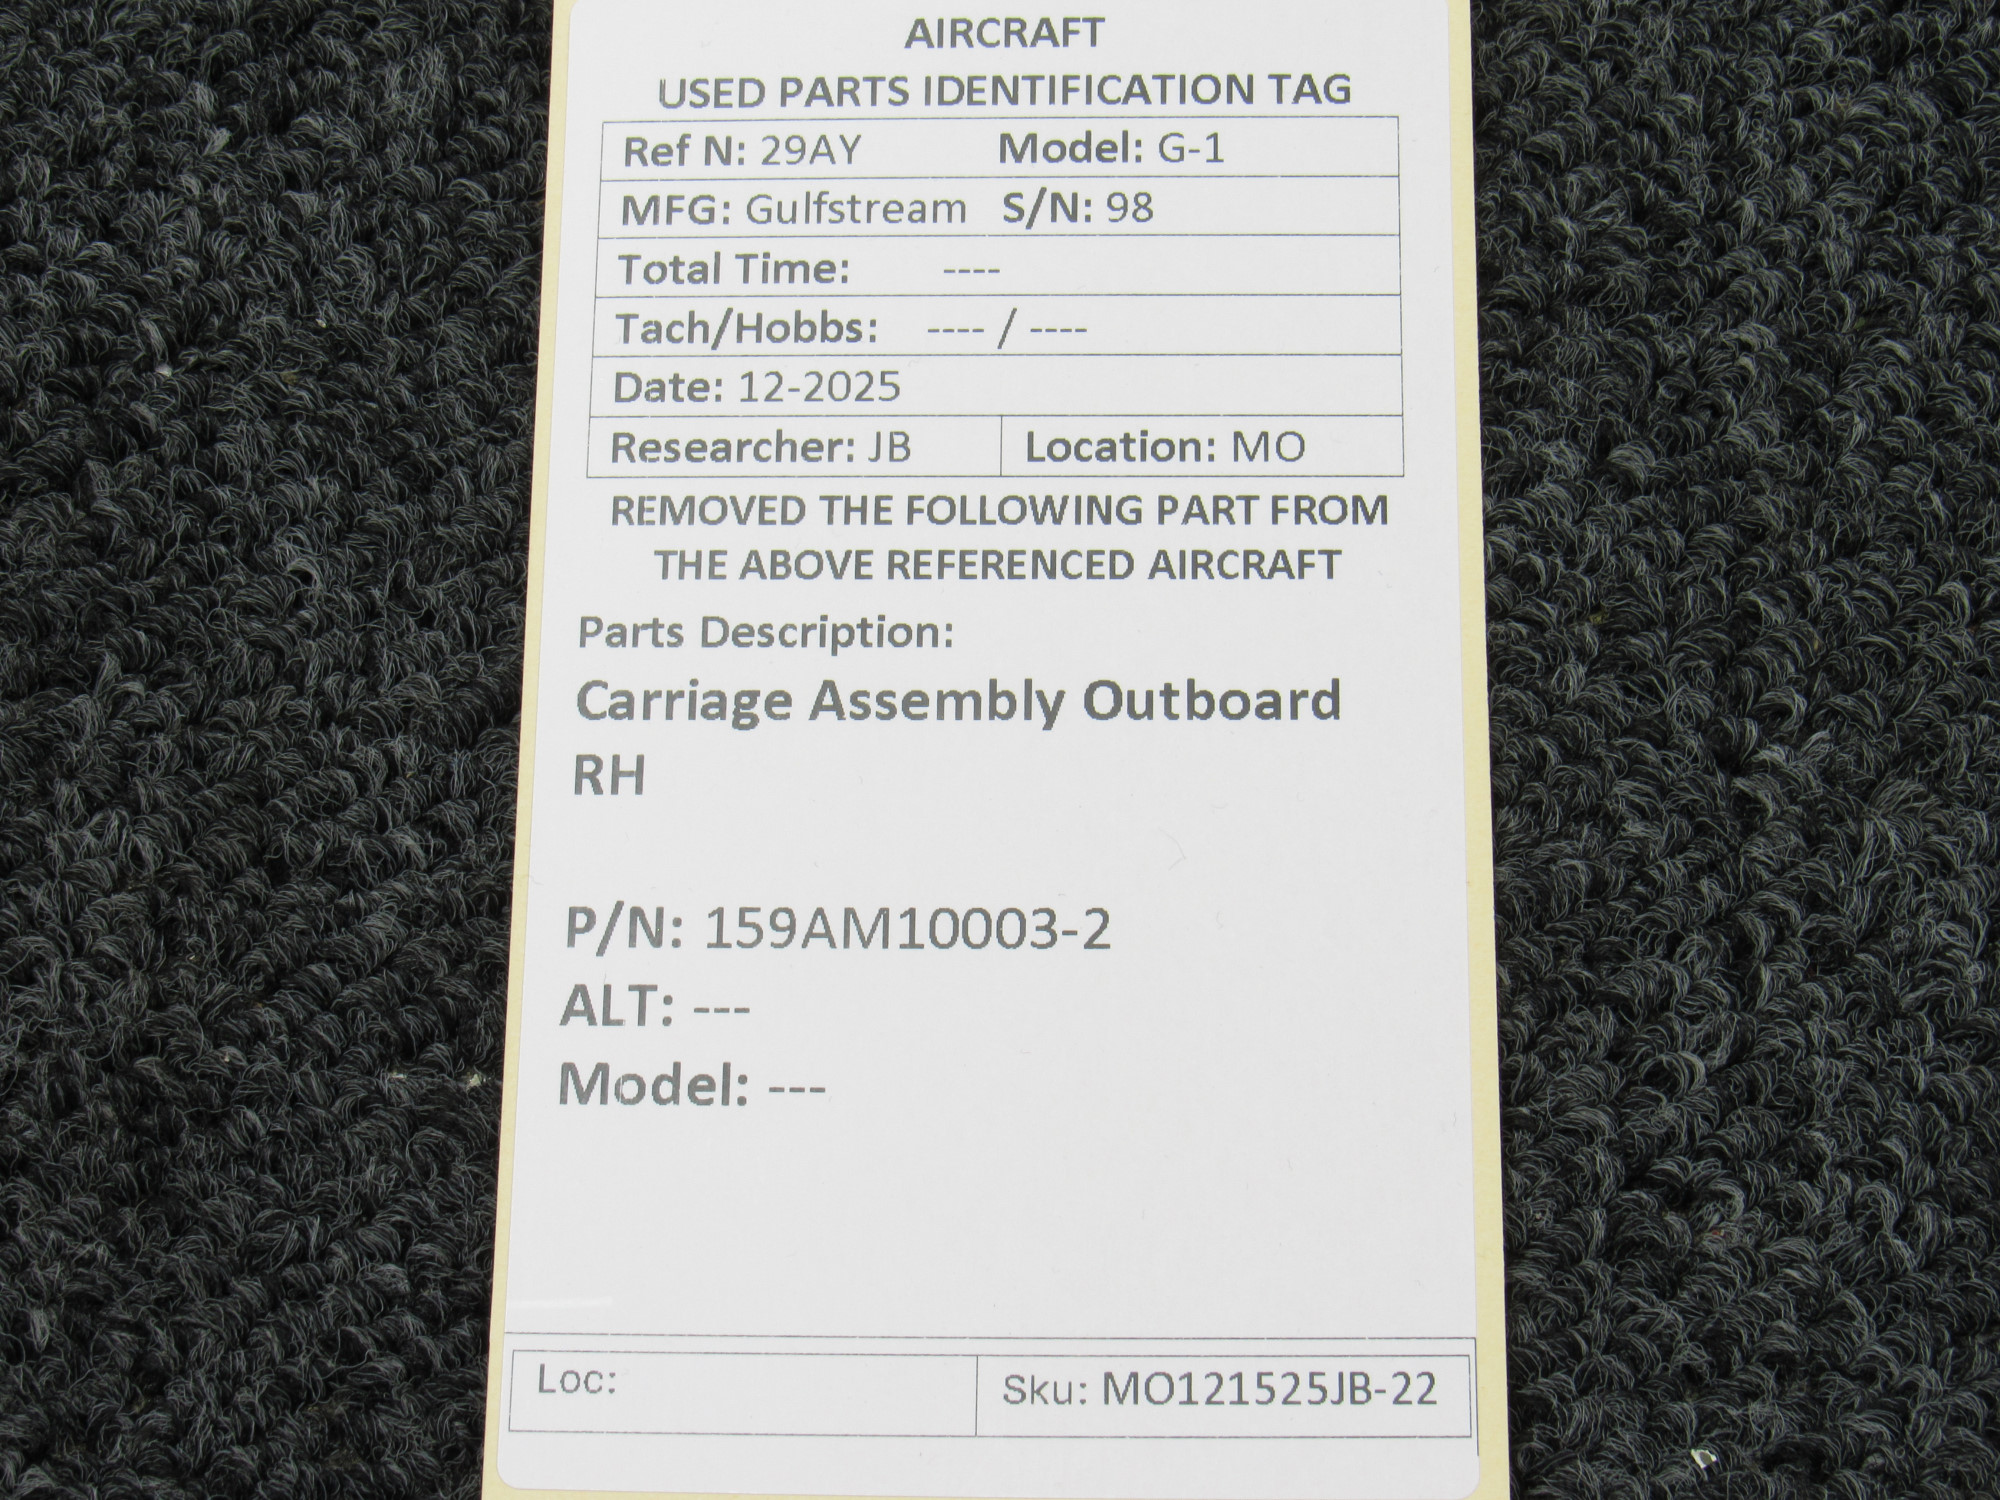 AIRCRAFT
USED PARTS IDENTIFICATION TAG
Ref N: 29AY Model: G-1
MFG: Gulfstream S/N: 98
Total Time: ----
Tach/Hobbs: ---- / ----
Date: 12-2025
Researcher: JB Location: MO
REMOVED THE FOLLOWING PART FROM
THE ABOVE REFERENCED AIRCRAFT
Parts Description:
Carriage Assembly Outboard
RH
P/N: 159AM10003-2
ALT: ---
Model: ---
Loc: Sku: MO121525JB-22